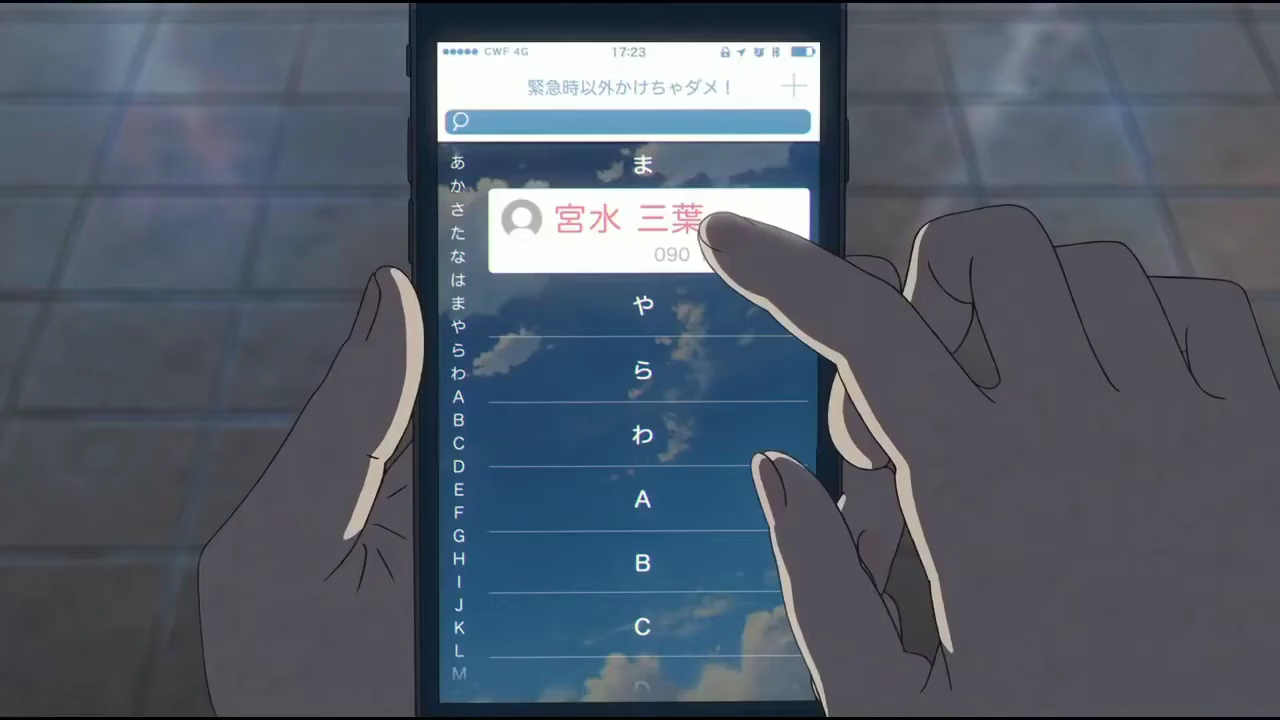 CWF 4G 17:23
緊急時以外かけちゃダメ！
ま
宮水 三葉
090
や
ら
わ
A
B
C
あ
か
さ
た
な
は
ま
や
ら
わ
A
B
C
D
E
F
G
H
I
J
K
L
M